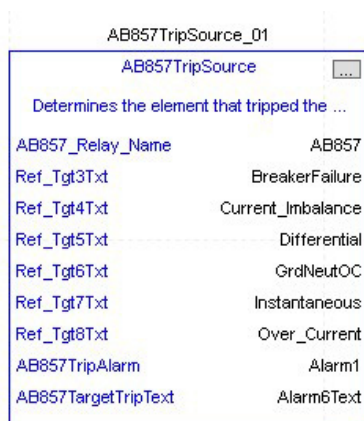 AB857TripSource_01
AB857TripSource ...
Determines the element that tripped the ...
AB857_Relay_Name AB857
Ref_Tgt3Txt BreakerFailure
Ref_Tgt4Txt Current_Imbalance
Ref_Tgt5Txt Differential
Ref_Tgt6Txt GrdNeutOC
Ref_Tgt7Txt Instantaneous
Ref_Tgt8Txt Over_Current
AB857TripAlarm Alarm1
AB857TargetTripText Alarm6Text